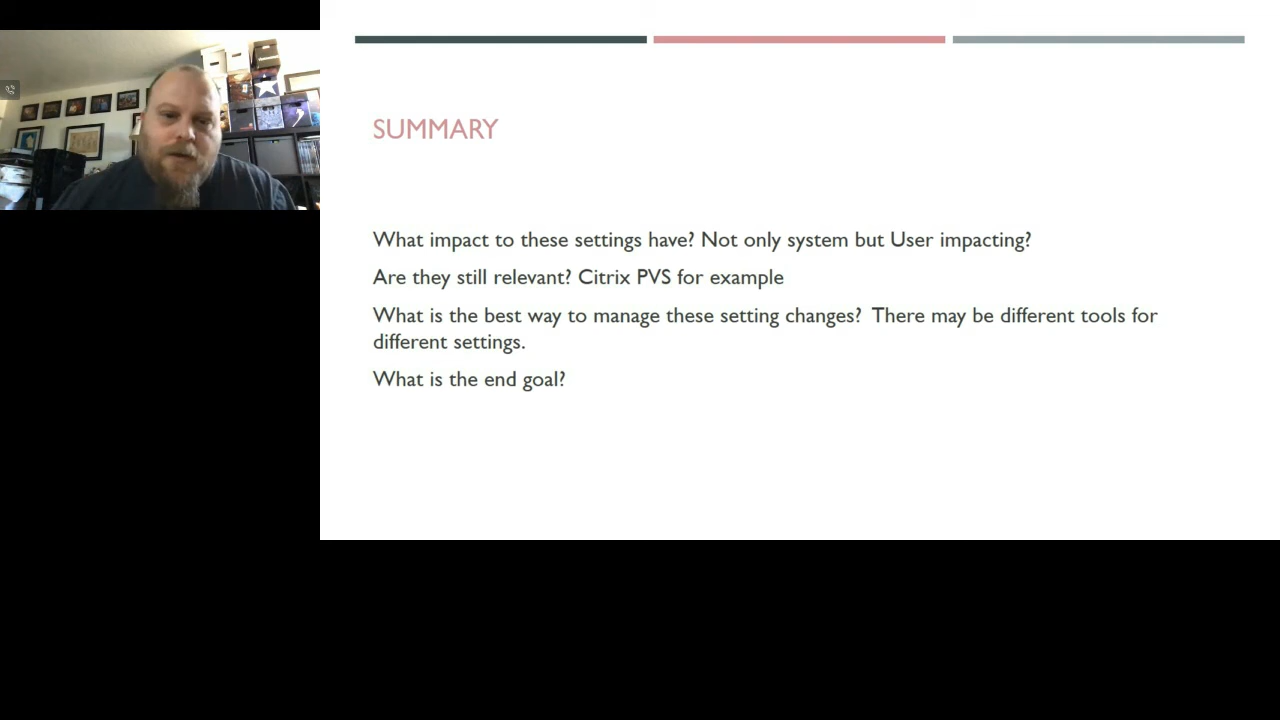 SUMMARY
What impact to these settings have? Not only system but User impacting?
Are they still relevant? Citrix PVS for example
What is the best way to manage these setting changes?  There may be different tools for
different settings.
What is the end goal?